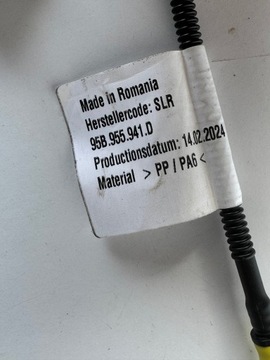 Made in Romania
Herstellercode: SLR
95B.955.941.D
Productionsdatum: 14.02.2024
Material > PP / PA6 <